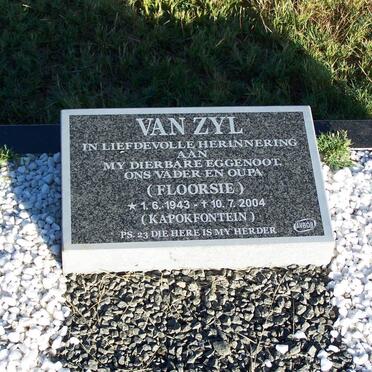 VAN ZYL
IN LIEFDEVOLLE HERINNERING
AAN
MY DIERBARE EGGENOOT.
ONS VADER EN OUPA
( FLOORSIE )
★ 1.6.1943 - ✝ 10.7.2004
( KAPOKFONTEIN )
PS. 23 DIE HERE IS MY HERDER